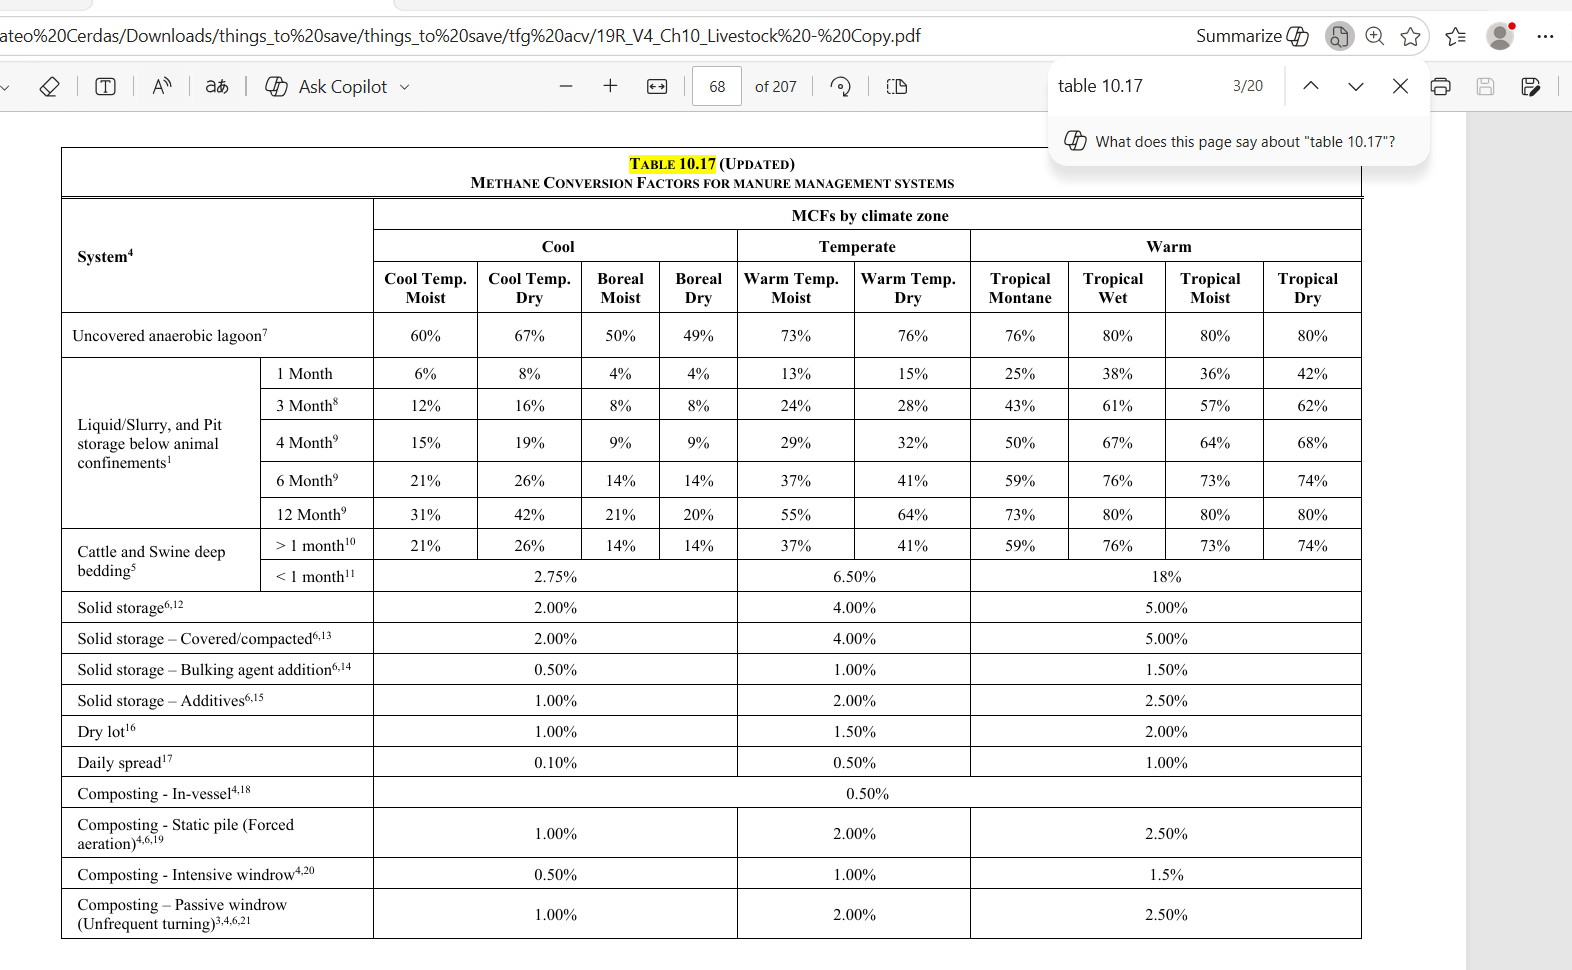 ateo%20Cerdas/Downloads/things_to%20save/things_to%20save/tfg%20acv/19R_V4_Ch10_Livestock%20-%20Copy.pdf
Summarize
Ask Copilot
68 of 207
table 10.17 3/20
What does this page say about "table 10.17"?
TABLE 10.17 (UPDATED)
METHANE CONVERSION FACTORS FOR MANURE MANAGEMENT SYSTEMS
System4
MCFs by climate zone
Cool Temperate Warm
Cool Temp. Moist Cool Temp. Dry Boreal Moist Boreal Dry Warm Temp. Moist Warm Temp. Dry Tropical Montane Tropical Wet Tropical Moist Tropical Dry
Uncovered anaerobic lagoon7 60% 67% 50% 49% 73% 76% 76% 80% 80% 80%
Liquid/Slurry, and Pit
storage below animal
confinements1
1 Month 6% 8% 4% 4% 13% 15% 25% 38% 36% 42%
3 Month8 12% 16% 8% 8% 24% 28% 43% 61% 57% 62%
4 Month9 15% 19% 9% 9% 29% 32% 50% 67% 64% 68%
6 Month9 21% 26% 14% 14% 37% 41% 59% 76% 73% 74%
12 Month9 31% 42% 21% 20% 55% 64% 73% 80% 80% 80%
Cattle and Swine deep
bedding5
> 1 month10 21% 26% 14% 14% 37% 41% 59% 76% 73% 74%
< 1 month11 2.75% 6.50% 18%
Solid storage6,12 2.00% 4.00% 5.00%
Solid storage – Covered/compacted6,13 2.00% 4.00% 5.00%
Solid storage – Bulking agent addition6,14 0.50% 1.00% 1.50%
Solid storage – Additives6,15 1.00% 2.00% 2.50%
Dry lot16 1.00% 1.50% 2.00%
Daily spread17 0.10% 0.50% 1.00%
Composting - In-vessel4,18 0.50%
Composting - Static pile (Forced
aeration)4,6,19 1.00% 2.00% 2.50%
Composting - Intensive windrow4,20 0.50% 1.00% 1.5%
Composting – Passive windrow
(Unfrequent turning)3,4,6,21 1.00% 2.00% 2.50%